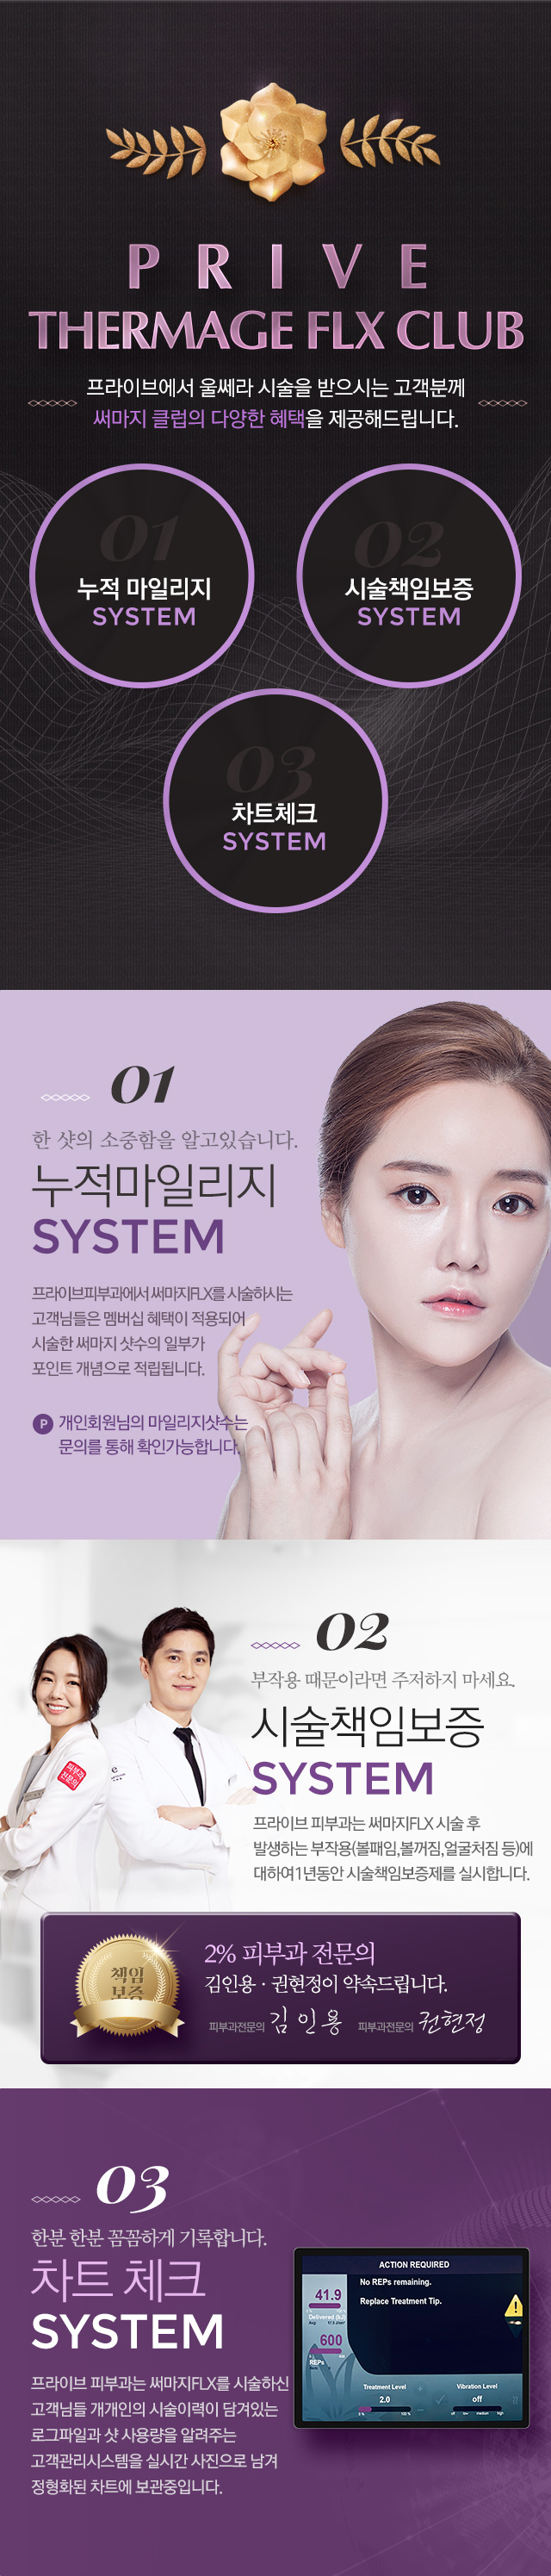 PRIVE
THERMAGE FLX CLUB
프라이브에서 울쎄라 시술을 받으시는 고객분께
써마지 클럽의 다양한 혜택을 제공해드립니다.
01
누적 마일리지
SYSTEM
02
시술책임보증
SYSTEM
03
차트체크
SYSTEM
01
한 샷의 소중함을 알고있습니다.
누적마일리지
SYSTEM
프라이브피부과에서 써마지FLX를 시술하시는
고객님들은 멤버십 혜택이 적용되어
시술한 써마지 샷수의 일부가
포인트 개념으로 적립됩니다.
P 개인회원님의 마일리지샷수는
문의를 통해 확인가능합니다.
02
부작용 때문이라면 주저하지 마세요.
시술책임보증
SYSTEM
프라이브 피부과는 써마지FLX 시술 후
발생하는 부작용(볼패임,볼꺼짐,얼굴처짐 등)에
대하여1년동안 시술책임보증제를 실시합니다.
피부과
전문의
책임
보증
2% 피부과 전문의
김인용 · 권현정이 약속드립니다.
피부과전문의 김인용 피부과전문의 권현정
03
한분 한분 꼼꼼하게 기록합니다.
차트 체크
SYSTEM
프라이브 피부과는 써마지FLX를 시술하신
고객님들 개개인의 시술이력이 담겨있는
로그파일과 샷 사용량을 알려주는
고객관리시스템을 실시간 사진으로 남겨
정형화된 차트에 보관중입니다.
ACTION REQUIRED
No REPs remaining.
Replace Treatment Tip.
41.9
Delivered (kJ)
600
REPs
Treatment Level
2.0
Vibration Level
off